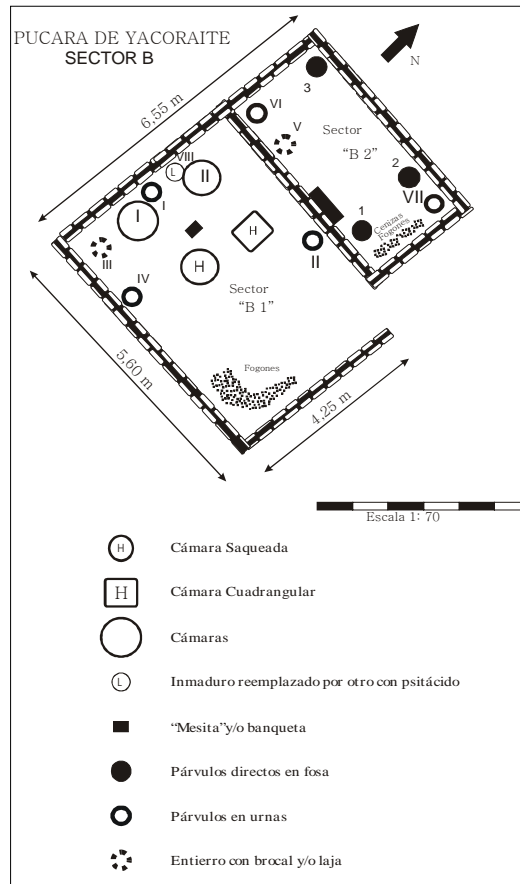 PUCARA DE YACORAITE
SECTOR B
N
6,55 m
3
VI
V
Sector
"B 2"
VIII
L
II
2
VII
I
I
H
1
Cenizas
Fogones
II
III
H
IV
Sector
"B 1"
5,60 m
Fogones
4,25 m
Escala 1: 70
H Cámara Saqueada
H Cámara Cuadrangular
Cámaras
L Inmaduro reemplazado por otro con psitácido
"Mesita"y/o banqueta
Párvulos directos en fosa
Párvulos en urnas
Entierro con brocal y/o laja